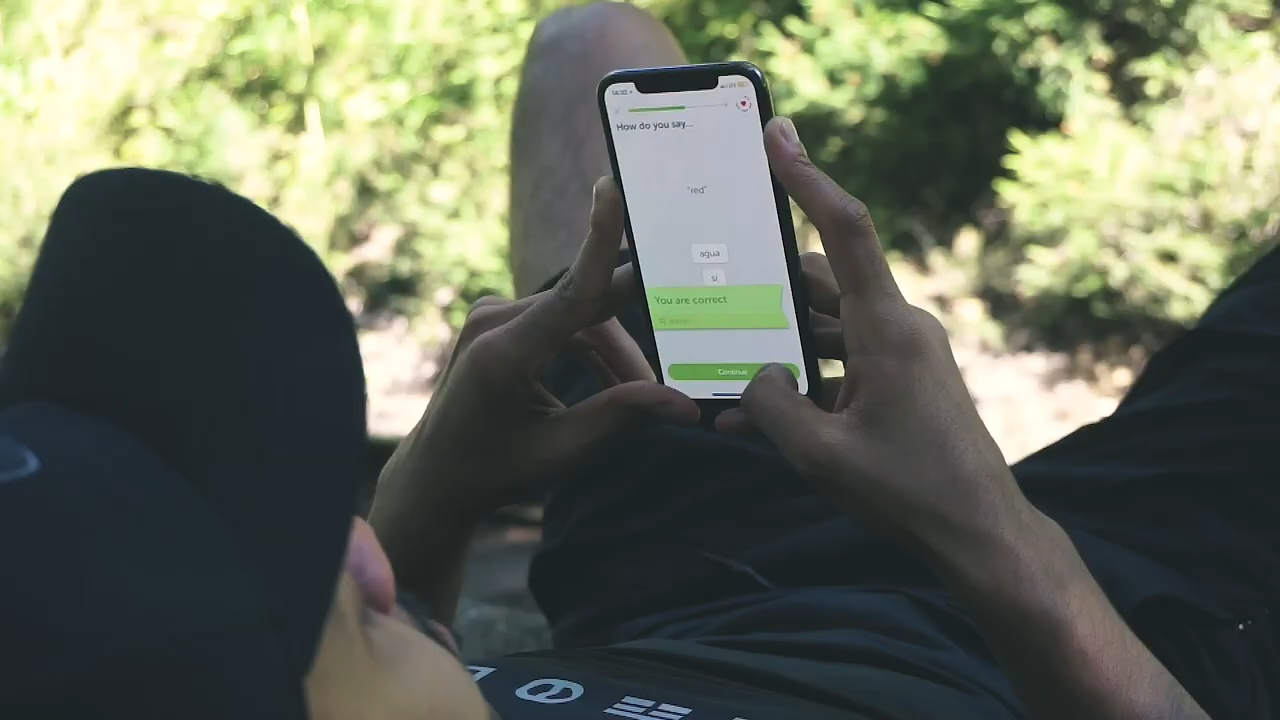 How do you say...
"red"
agua
si
You are correct
Continue